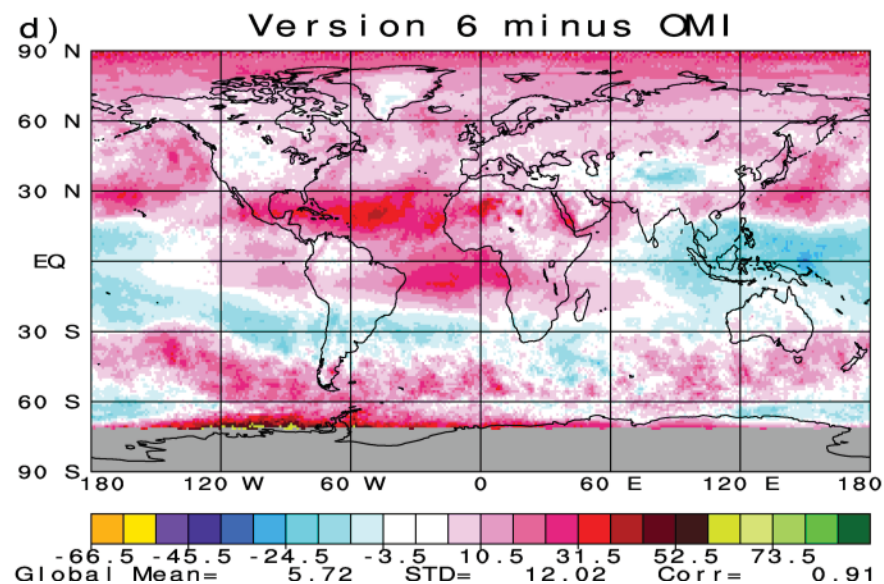 d) Version 6 minus OMI
90 N
60 N
30 N
EQ
30 S
60 S
90 S
180 120 W 60 W 0 60 E 120 E 180
-66.5 -45.5 -24.5 -3.5 10.5 31.5 52.5 73.5
Global Mean= 5.72 STD= 12.02 Corr= 0.91